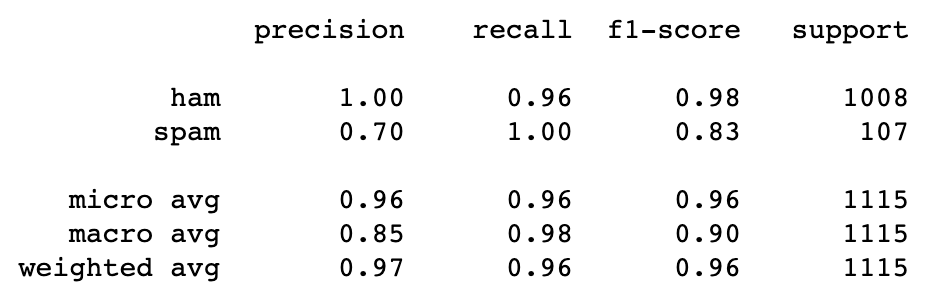 precision recall f1-score support
ham 1.00 0.96 0.98 1008
spam 0.70 1.00 0.83 107
micro avg 0.96 0.96 0.96 1115
macro avg 0.85 0.98 0.90 1115
weighted avg 0.97 0.96 0.96 1115